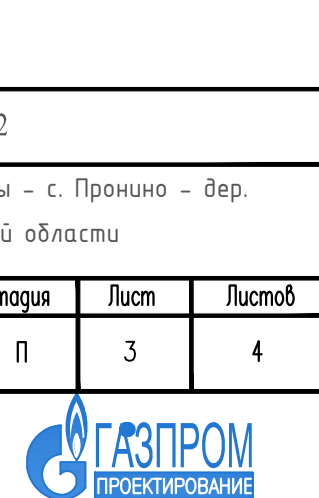 2
ы - с. Пронино - дер.
й области
тадия Лист Листов
П 3 4
ГАЗПРОМ
ПРОЕКТИРОВАНИЕ